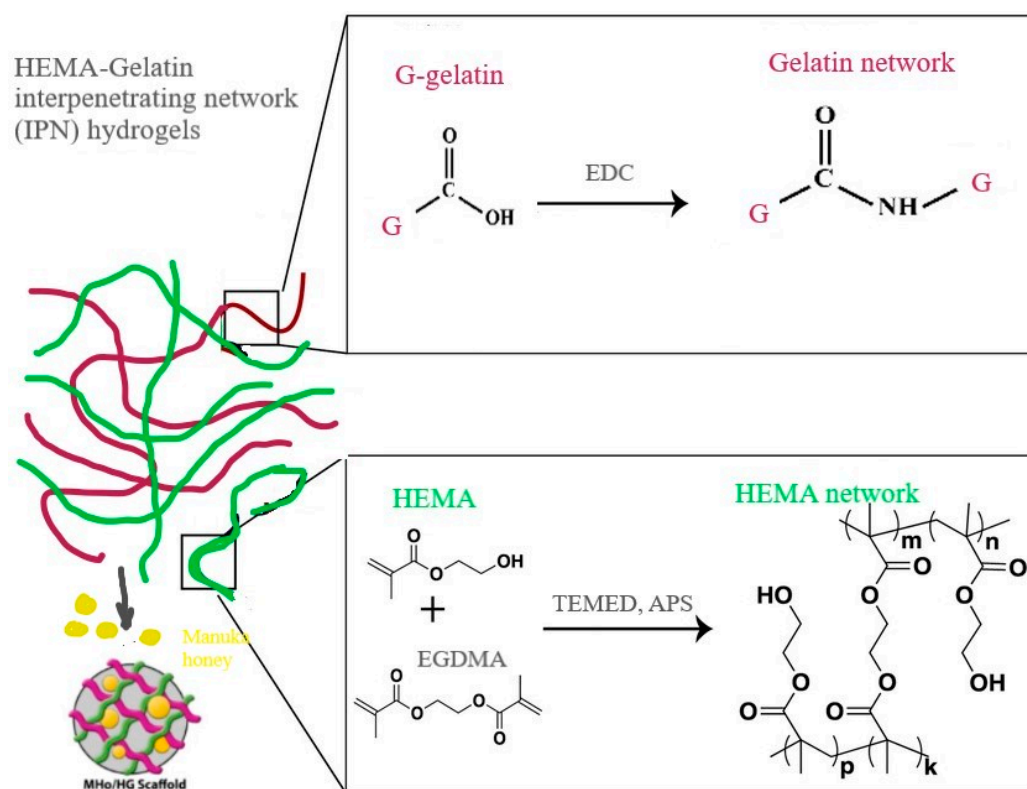 HEMA-Gelatin
interpenetrating network
(IPN) hydrogels
G-gelatin
Gelatin network
O
C
G
OH
EDC
O
C
G
NH
G
HEMA
O
O
OH
+
EGDMA
O
O
O
O
TEMED, APS
HEMA network
m
n
O
O
O
O
HO
O
OH
O
O
O
O
p
k
Manuka
honey
MHo/HG Scaffold